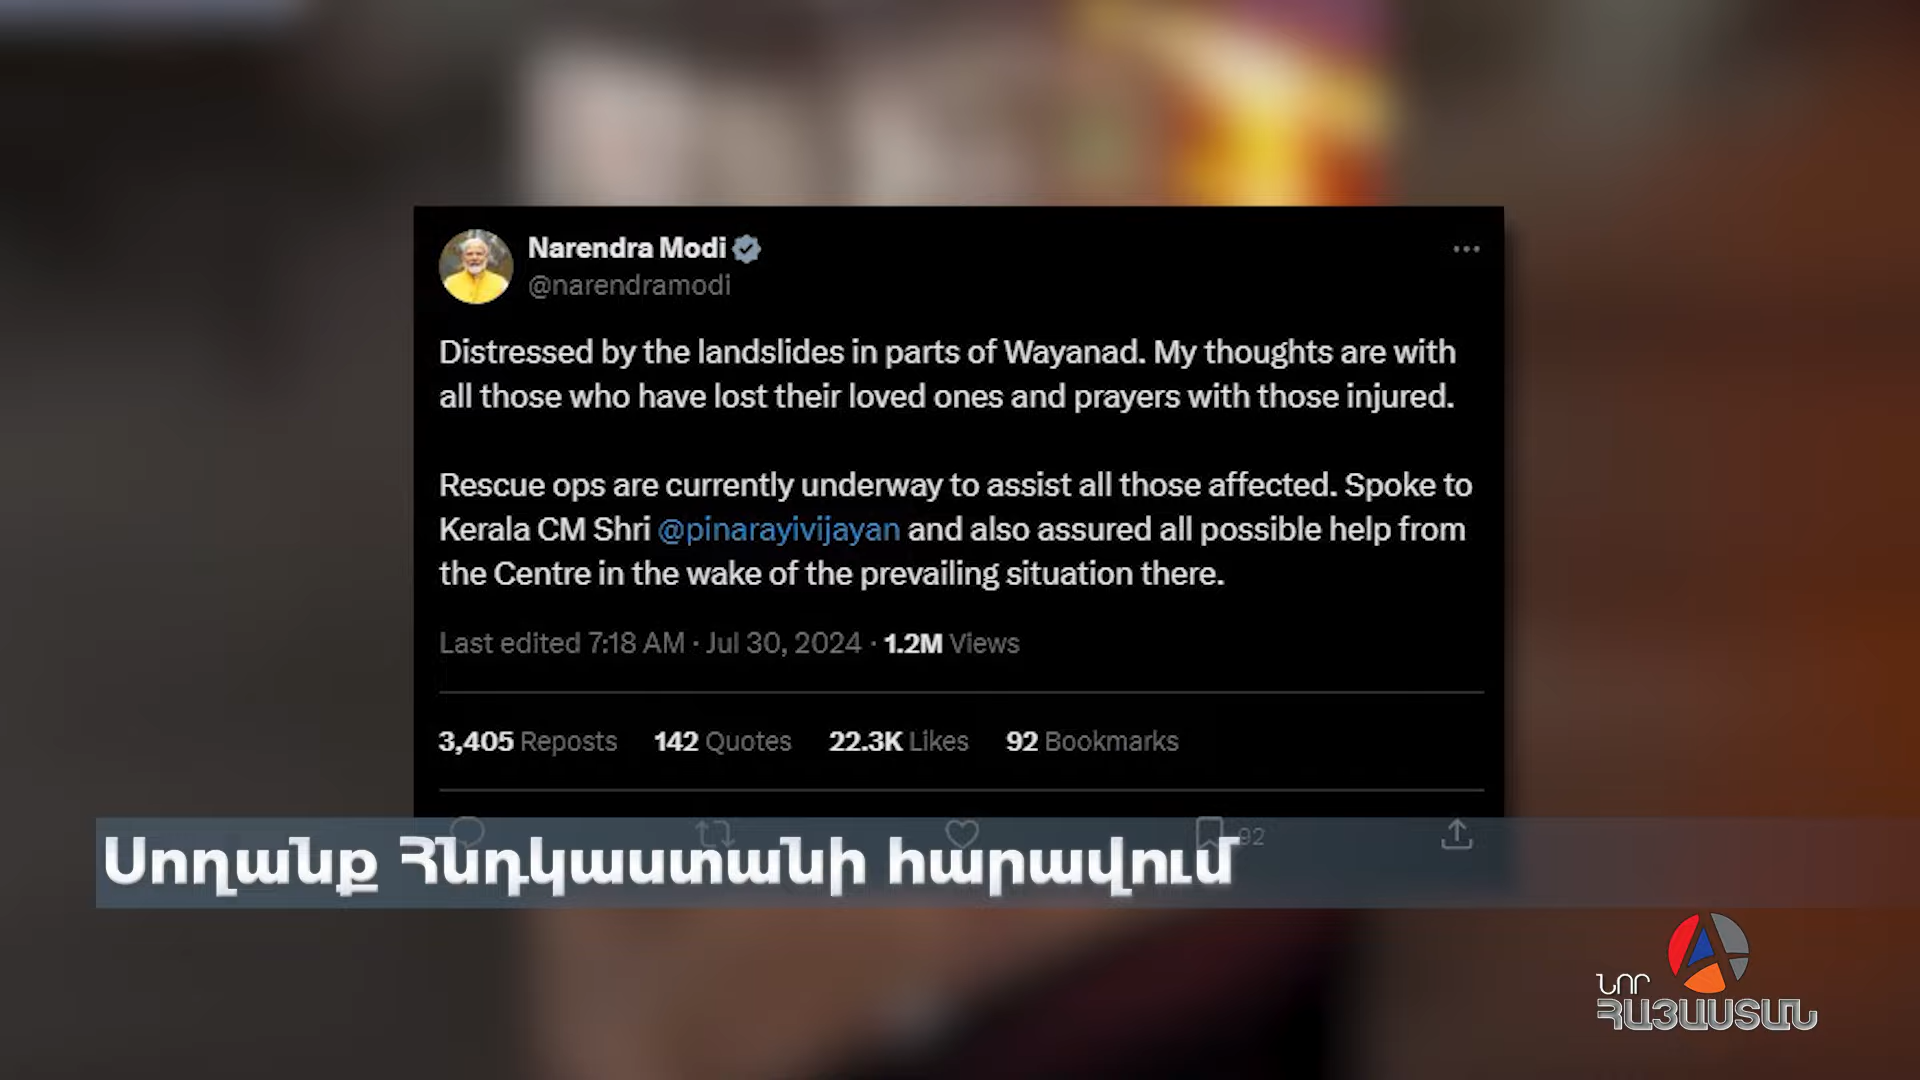 Narendra Modi
@narendramodi
Distressed by the landslides in parts of Wayanad. My thoughts are with
all those who have lost their loved ones and prayers with those injured.
Rescue ops are currently underway to assist all those affected. Spoke to
Kerala CM Shri @pinarayivijayan and also assured all possible help from
the Centre in the wake of the prevailing situation there.
Last edited 7:18 AM · Jul 30, 2024 · 1.2M Views
3,405 Reposts 142 Quotes 22.3K Likes 92 Bookmarks
92
Սողանք Հնդկաստանի հարավում
ՆՈՐ
ՀԱՅԱՍՏԱՆ